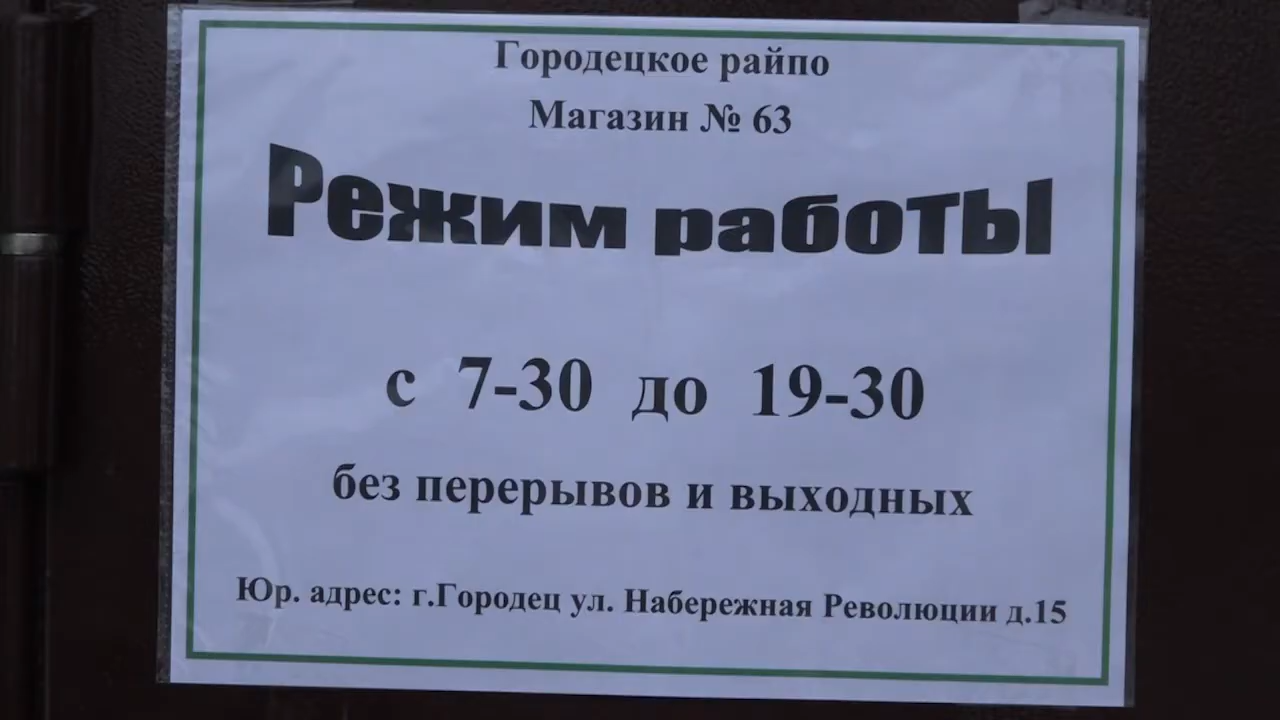 Городецкое райпо
Магазин № 63
Режим работы
с 7-30 до 19-30
без перерывов и выходных
Юр. адрес: г.Городец ул. Набережная Революции д.15